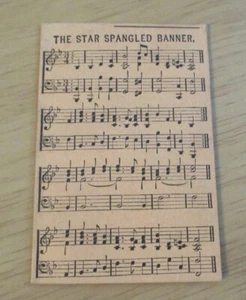 THE STAR SPANGLED BANNER.